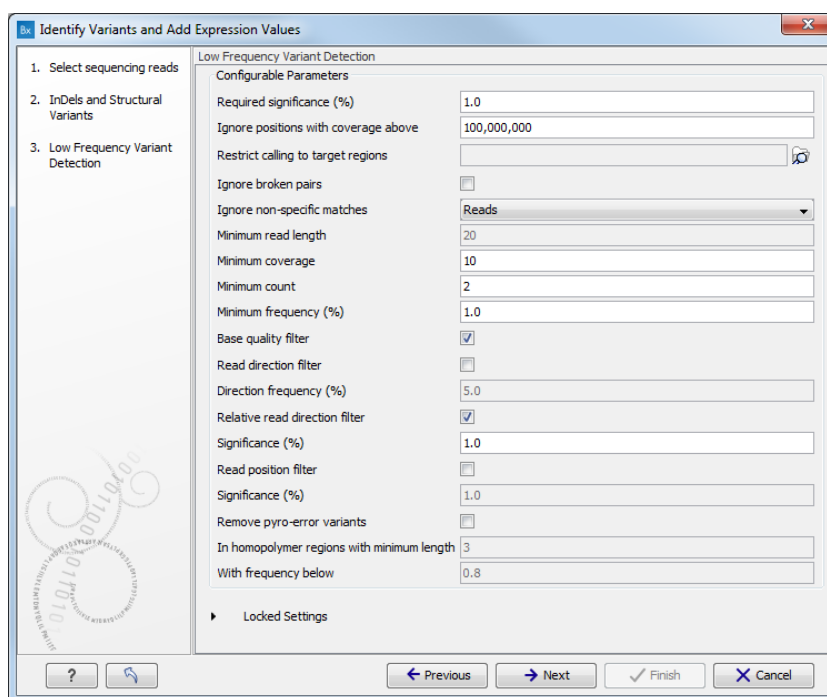 Bx Identify Variants and Add Expression Values
1. Select sequencing reads
2. InDels and Structural
Variants
3. Low Frequency Variant
Detection
Low Frequency Variant Detection
Configurable Parameters
Required significance (%) 1.0
Ignore positions with coverage above 100,000,000
Restrict calling to target regions
Ignore broken pairs
Ignore non-specific matches Reads
Minimum read length 20
Minimum coverage 10
Minimum count 2
Minimum frequency (%) 1.0
Base quality filter
Read direction filter
Direction frequency (%) 5.0
Relative read direction filter
Significance (%) 1.0
Read position filter
Significance (%) 1.0
Remove pyro-error variants
In homopolymer regions with minimum length 3
With frequency below 0.8
Locked Settings
? Previous Next Finish Cancel